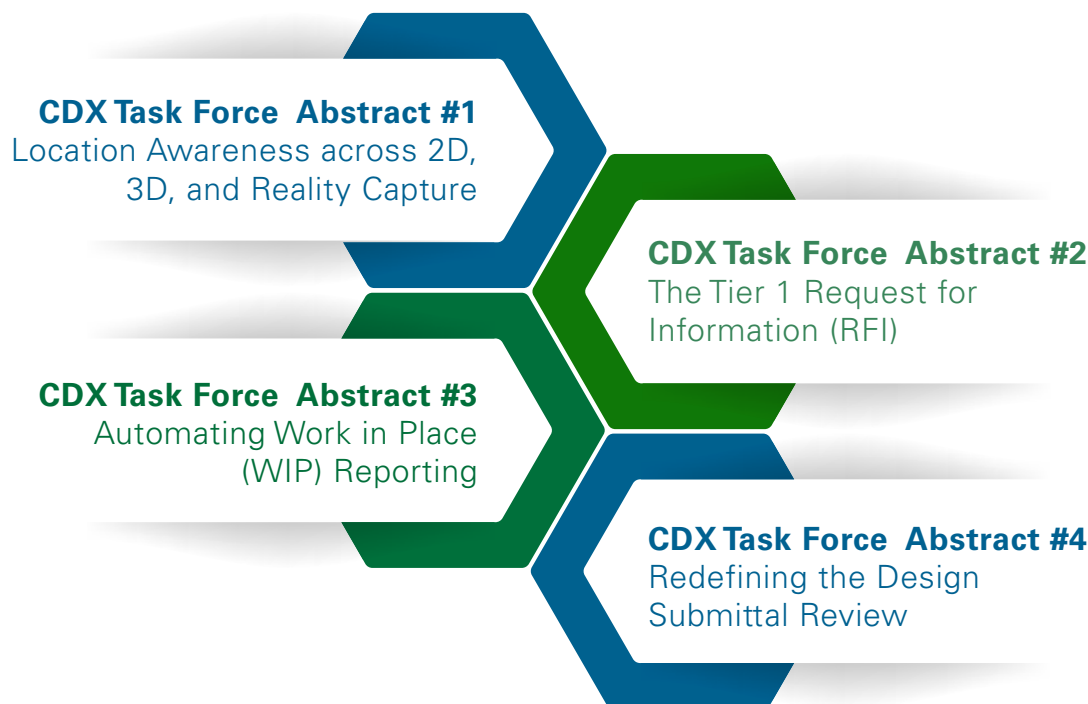 CDX Task Force  Abstract #1
Location Awareness across 2D,
3D, and Reality Capture
CDX Task Force  Abstract #2
The Tier 1 Request for
Information (RFI)
CDX Task Force  Abstract #3
Automating Work in Place
(WIP) Reporting
CDX Task Force  Abstract #4
Redefining the Design
Submittal Review